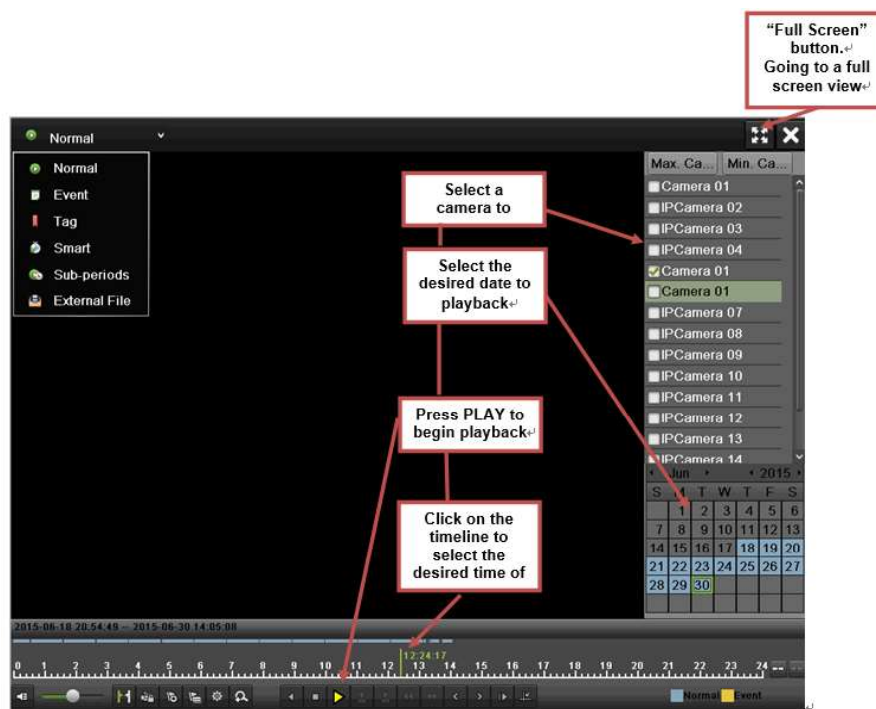 “Full Screen”
button.
Going to a full
screen view
Normal
Normal
Event
Tag
Smart
Sub-periods
External File
Select a
camera to
Select the
desired date to
playback
Press PLAY to
begin playback
Click on the
timeline to
select the
desired time of
Max. Ca... Min. Ca...
Camera 01
IPCamera 02
IPCamera 03
IPCamera 04
Camera 01
Camera 01
IPCamera 07
IPCamera 08
IPCamera 09
IPCamera 10
IPCamera 11
IPCamera 12
IPCamera 13
IPCamera 14
Jun 2015
S M T W T F S
1 2 3 4 5 6
7 8 9 10 11 12 13
14 15 16 17 18 19 20
21 22 23 24 25 26 27
28 29 30
2015-06-18 20:54:49 -- 2015-06-30 14:05:08
12:24:17
0 1 2 3 4 5 6 7 8 9 10 11 12 13 14 15 16 17 18 19 20 21 22 23 24
Normal Event